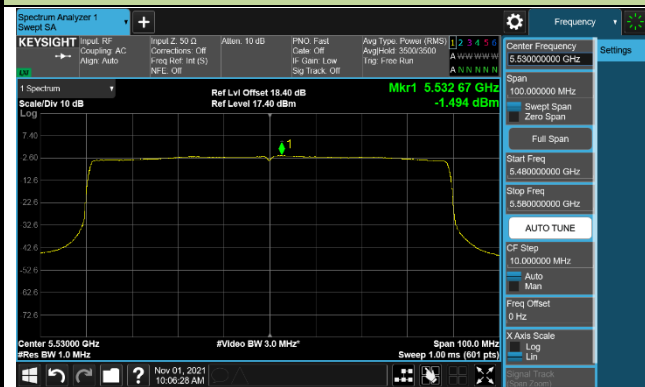 Spectrum Analyzer 1
Swept SA
Frequency
KEYSIGHT
Input: RF
Coupling: AC
Align: Auto
Input Z: 50 Ω
Corrections: Off
Freq Ref: Int (S)
NFE: Off
Atten: 10 dB
PNO: Fast
Gate: Off
IF Gain: Low
Sig Track: Off
Avg Type: Power (RMS)
Avg|Hold: 3500/3500
Trig: Free Run
1 2 3 4 5 6
A W W W W W
A N N N N N
LXI
1 Spectrum
Scale/Div 10 dB
Log
Ref Lvl Offset 18.40 dB
Ref Level 17.40 dBm
Mkr1 5.532 67 GHz
-1.494 dBm
1
7.40
-2.60
-12.6
-22.6
-32.6
-42.6
-52.6
-62.6
-72.6
Center 5.53000 GHz
#Res BW 1.0 MHz
#Video BW 3.0 MHz*
Span 100.0 MHz
Sweep 1.00 ms (601 pts)
Center Frequency
5.530000000 GHz
Settings
Span
100.000000 MHz
Swept Span
Zero Span
Full Span
Start Freq
5.480000000 GHz
Stop Freq
5.580000000 GHz
AUTO TUNE
CF Step
10.000000 MHz
Auto
Man
Freq Offset
0 Hz
X Axis Scale
Log
Lin
Signal Track
(Span Zoom)
?
Nov 01, 2021
10:06:28 AM